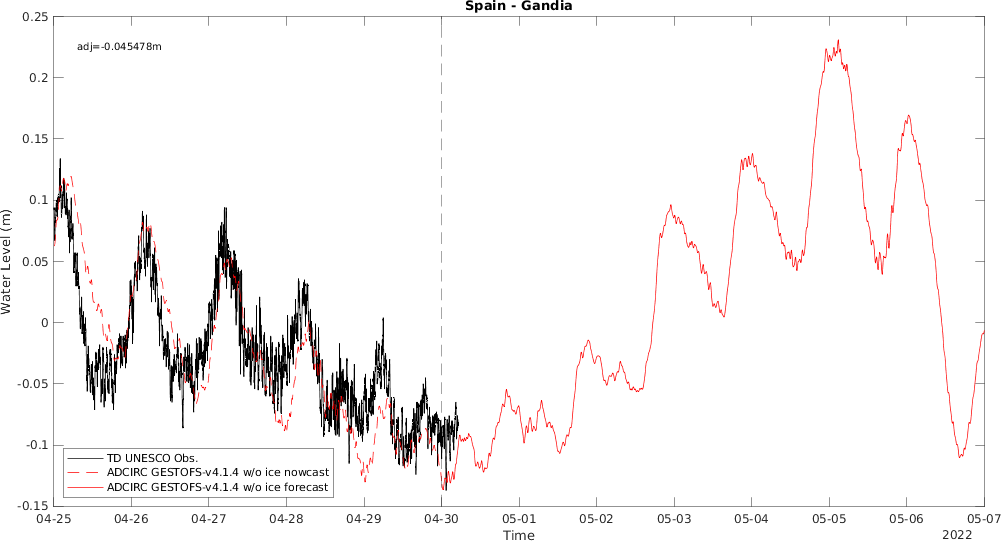 Spain - Gandia
adj=-0.045478m
0.25
0.2
0.15
0.1
0.05
0
-0.05
-0.1
-0.15
Water Level (m)
TD UNESCO Obs.
ADCIRC GESTOFS-v4.1.4 w/o ice nowcast
ADCIRC GESTOFS-v4.1.4 w/o ice forecast
04-25 04-26 04-27 04-28 04-29 04-30 05-01 05-02 05-03 05-04 05-05 05-06 05-07
Time
2022